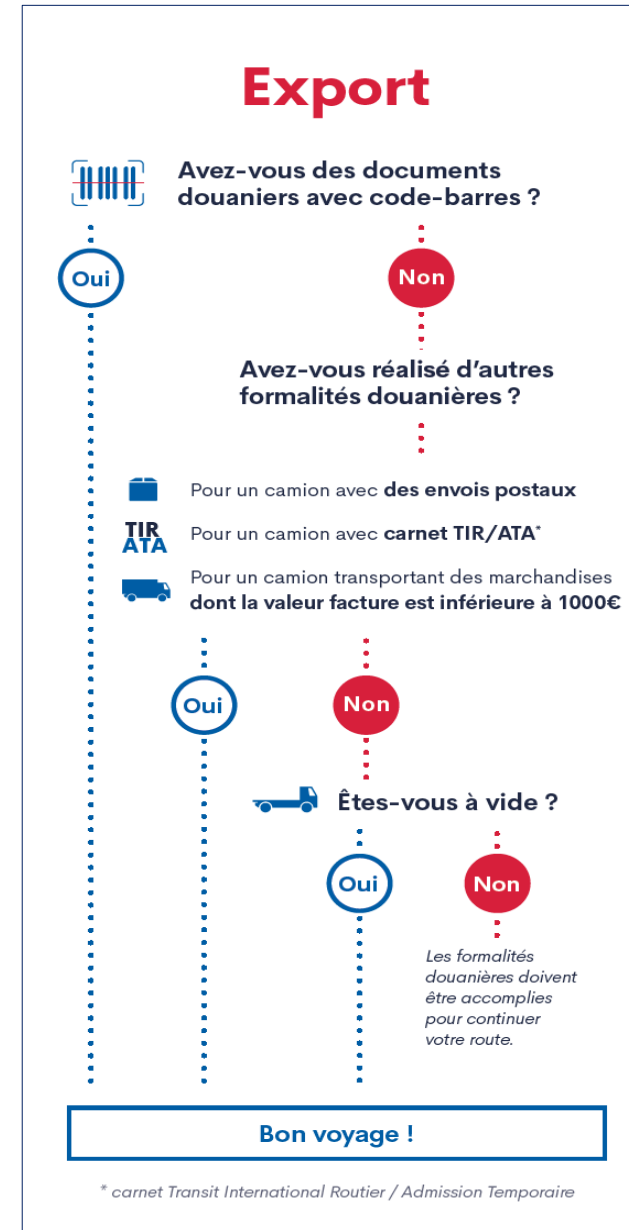 Export
Avez-vous des documents
douaniers avec code-barres ?
Oui
Non
Avez-vous réalisé d’autres
formalités douanières ?
Pour un camion avec des envois postaux
TIR
ATA
Pour un camion avec carnet TIR/ATA*
Pour un camion transportant des marchandises
dont la valeur facture est inférieure à 1000€
Oui
Non
Êtes-vous à vide ?
Oui
Non
Les formalités
douanières doivent
être accomplies
pour continuer
votre route.
Bon voyage !
* carnet Transit International Routier / Admission Temporaire